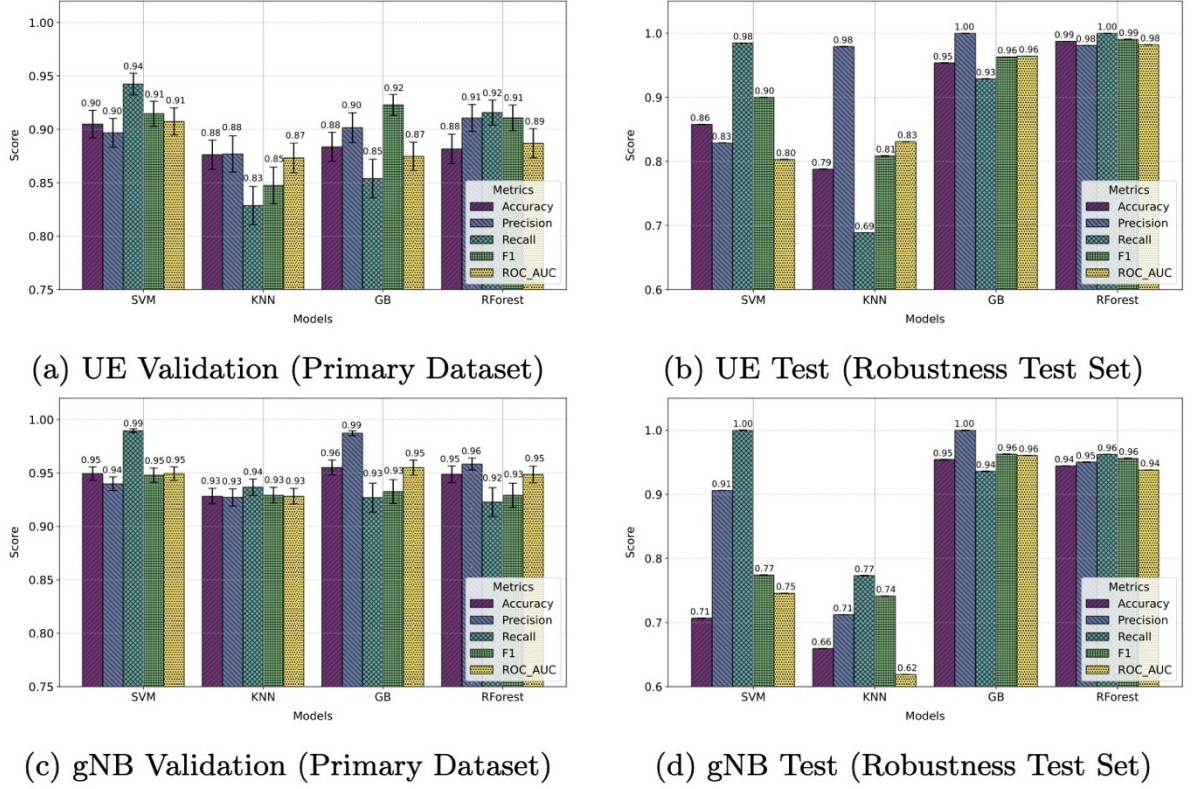 1.00
0.95
0.90
0.85
0.80
0.75
Score
0.90 0.90 0.94 0.91 0.91
0.88 0.88 0.83 0.85 0.87
0.88 0.90 0.85 0.92 0.87
0.88 0.91 0.92 0.91 0.89
Metrics
Accuracy
Precision
Recall
F1
ROC_AUC
SVM KNN GB RForest
Models
(a) UE Validation (Primary Dataset)
1.0
0.9
0.8
0.7
0.6
Score
0.86 0.83 0.98 0.90 0.80
0.79 0.98 0.69 0.81 0.83
0.95 1.00 0.93 0.96 0.96
0.99 0.98 1.00 0.99 0.98
Metrics
Accuracy
Precision
Recall
F1
ROC_AUC
SVM KNN GB RForest
Models
(b) UE Test (Robustness Test Set)
1.00
0.95
0.90
0.85
0.80
0.75
Score
0.95 0.94 0.99 0.95 0.95
0.93 0.93 0.94 0.93 0.93
0.96 0.99 0.93 0.93 0.95
0.95 0.96 0.92 0.93 0.95
Metrics
Accuracy
Precision
Recall
F1
ROC_AUC
SVM KNN GB RForest
Models
(c) gNB Validation (Primary Dataset)
1.0
0.9
0.8
0.7
0.6
Score
0.71 0.91 1.00 0.77 0.75
0.66 0.71 0.77 0.74 0.62
0.95 1.00 0.94 0.96 0.96
0.94 0.95 0.96 0.96 0.94
Metrics
Accuracy
Precision
Recall
F1
ROC_AUC
SVM KNN GB RForest
Models
(d) gNB Test (Robustness Test Set)